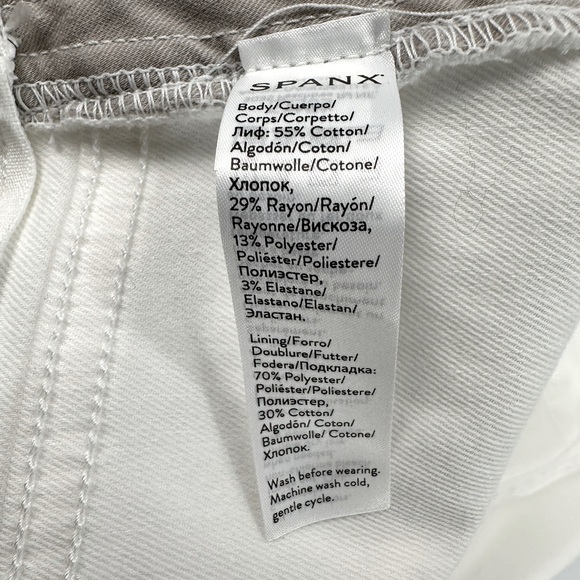 SPANX
Body/Cuerpo/
Corps/Corpetto/
Лиф: 55% Cotton/
Algodón/Coton/
Baumwolle/Cotone/
Хлопок,
29% Rayon/Rayón/
Rayonne/Вискоза,
13% Polyester/
Poliéster/Poliestere/
Полиэстер,
3% Elastane/
Elastano/Elastan/
Эластан.
Lining/Forro/
Doublure/Futter/
Fodera/Подкладка:
70% Polyester/
Poliéster/Poliestere/
Полиэстер,
30% Cotton/
Algodón/ Coton/
Baumwolle/ Cotone/
Хлопок.
Wash before wearing.
Machine wash cold,
gentle cycle.